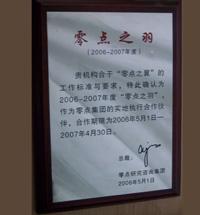 零点之羽
(2006-2007年度)
贵机构合于“零点之翼”的
工作标准与要求，特此确认为
2006-2007年度“零点之羽”，
作为零点集团的实地执行合作伙
伴，合作期限为2006年5月1日—
2007年4月30日。
总裁：
零点研究咨询集团
2006年5月1日